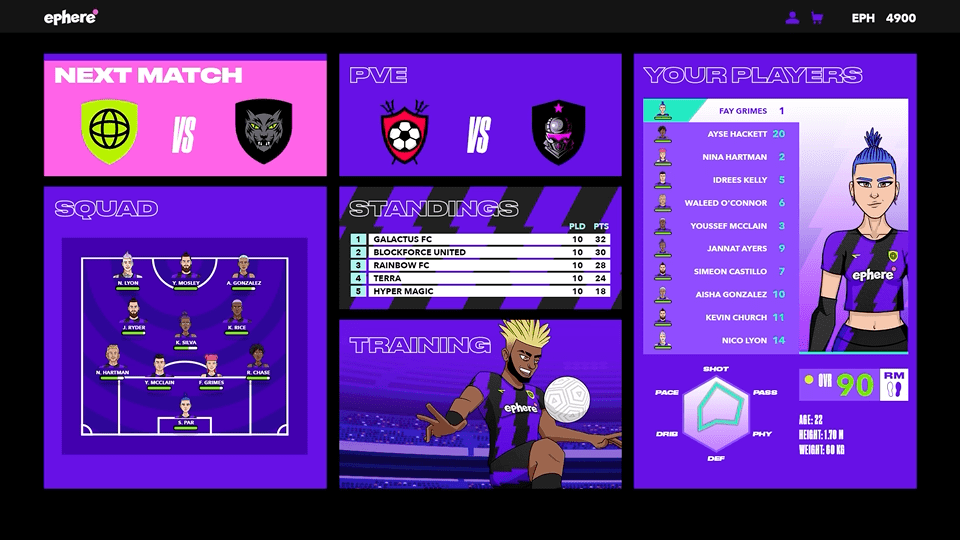 ephere
EPH 4900
NEXT MATCH
VS
PVE
VS
YOUR PLAYERS
FAY GRIMES 1
AYSE HACKETT 20
NINA HARTMAN 2
IDREES KELLY 5
WALEED O'CONNOR 6
YOUSSEF MCCLAIN 3
JANNAT AYERS 9
SIMEON CASTILLO 7
AISHA GONZALEZ 10
KEVIN CHURCH 11
NICO LYON 14
ephere
SHOT
PACE
PASS
DRIB
PHY
DEF
OVR 90
RM
AGE: 22
HEIGHT: 1.70 M
WEIGHT: 60 KG
SQUAD
N. LYON
Y. MOSLEY
A. GONZALEZ
J. RYDER
K. RICE
K. SILVA
N. HARTMAN
K. CHASE
Y. MCCLAIN
F. GRIMES
S. PAR
STANDINGS
PLD PTS
1 GALACTUS FC 10 32
2 BLOCKFORCE UNITED 10 30
3 RAINBOW FC 10 28
4 TERRA 10 24
5 HYPER MAGIC 10 18
TRAINING
ephere